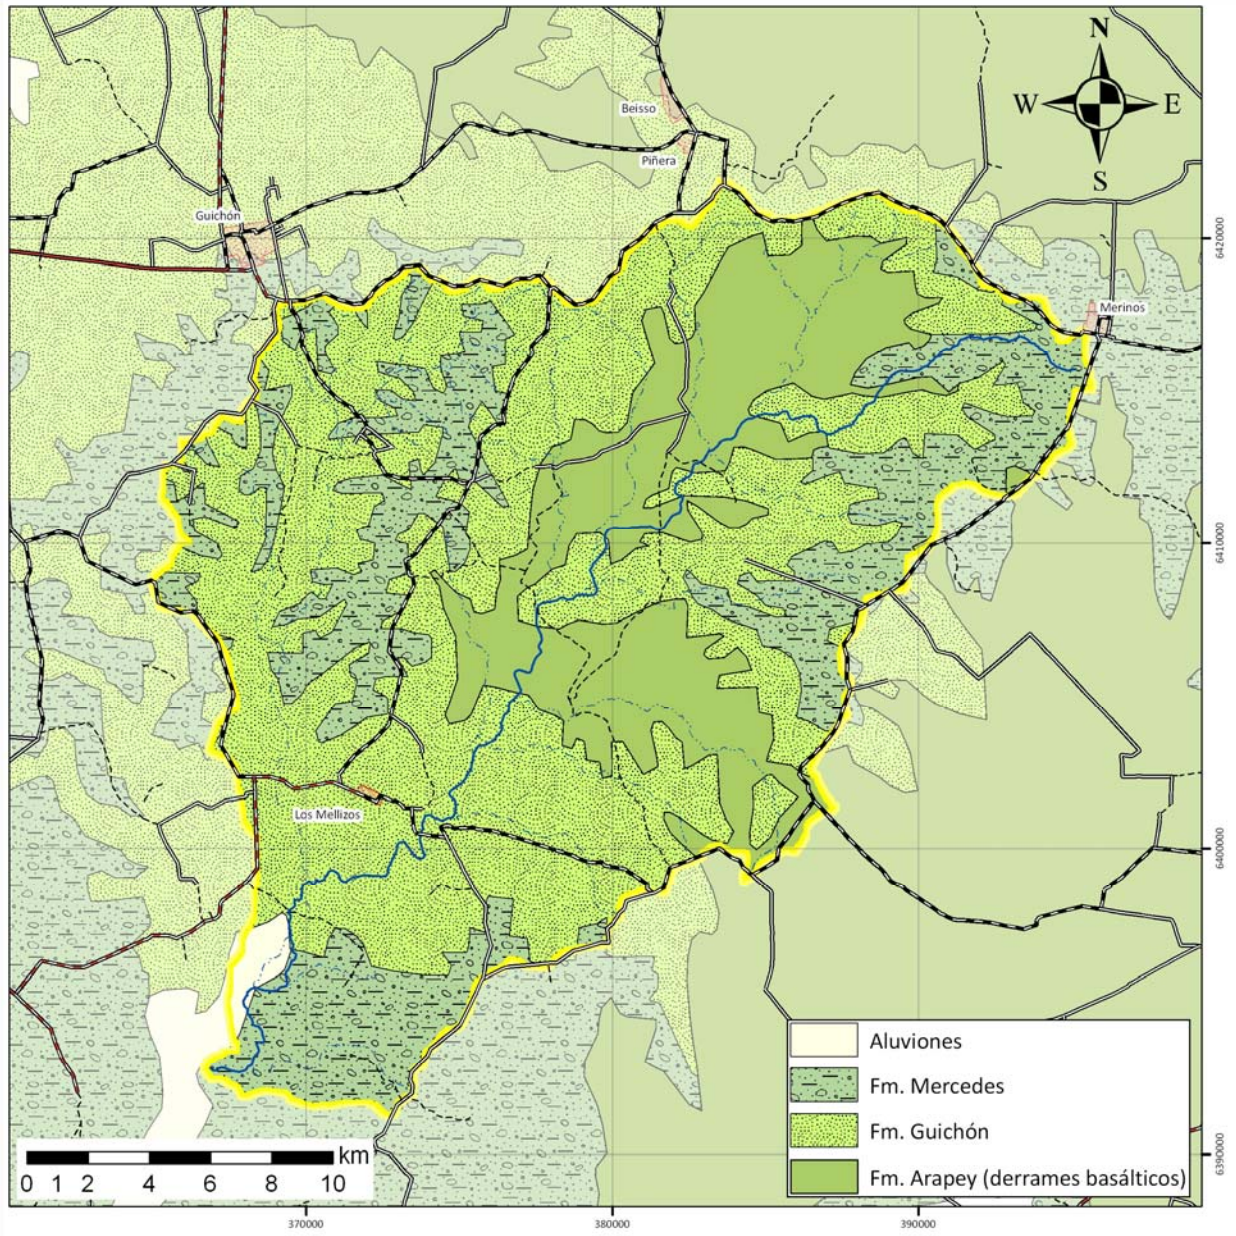 N
W
E
S
Beisso
Piñera
Guichón
6420000
Merinos
6410000
Los Mellizos
6400000
Aluviones
Fm. Mercedes
Fm. Guichón
Fm. Arapey (derrames basálticos)
km
0 1 2 4 6 8 10
6390000
370000
380000
390000